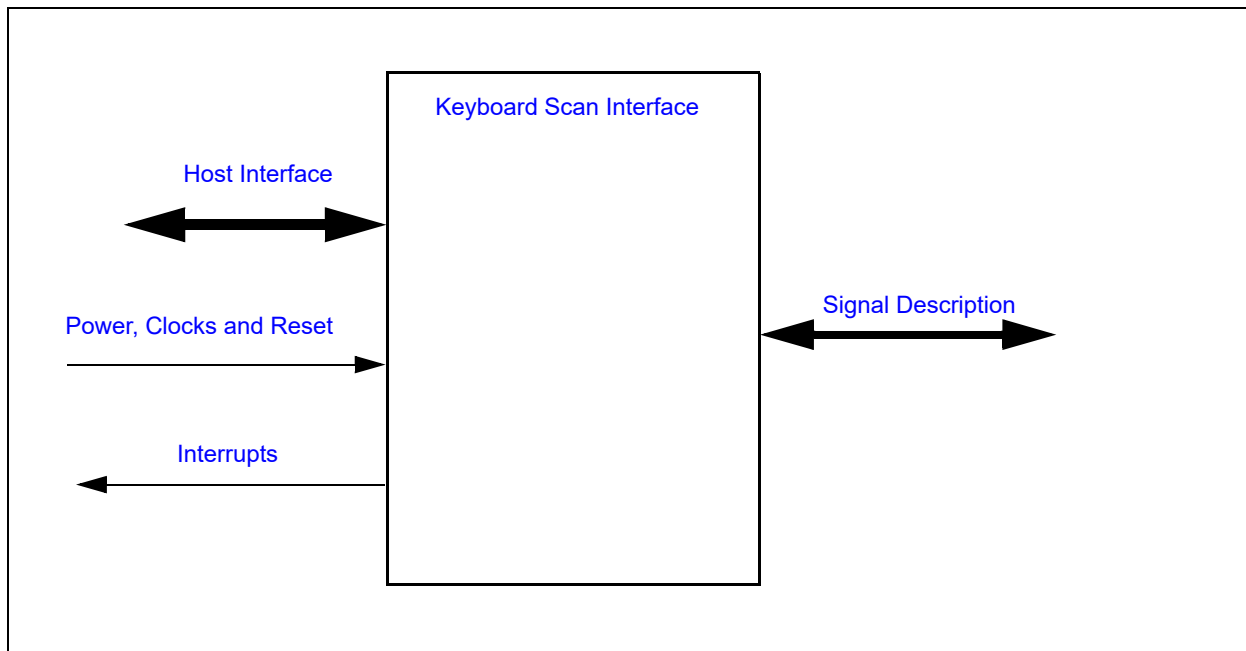 Keyboard Scan Interface
Host Interface
Signal Description
Power, Clocks and Reset
Interrupts